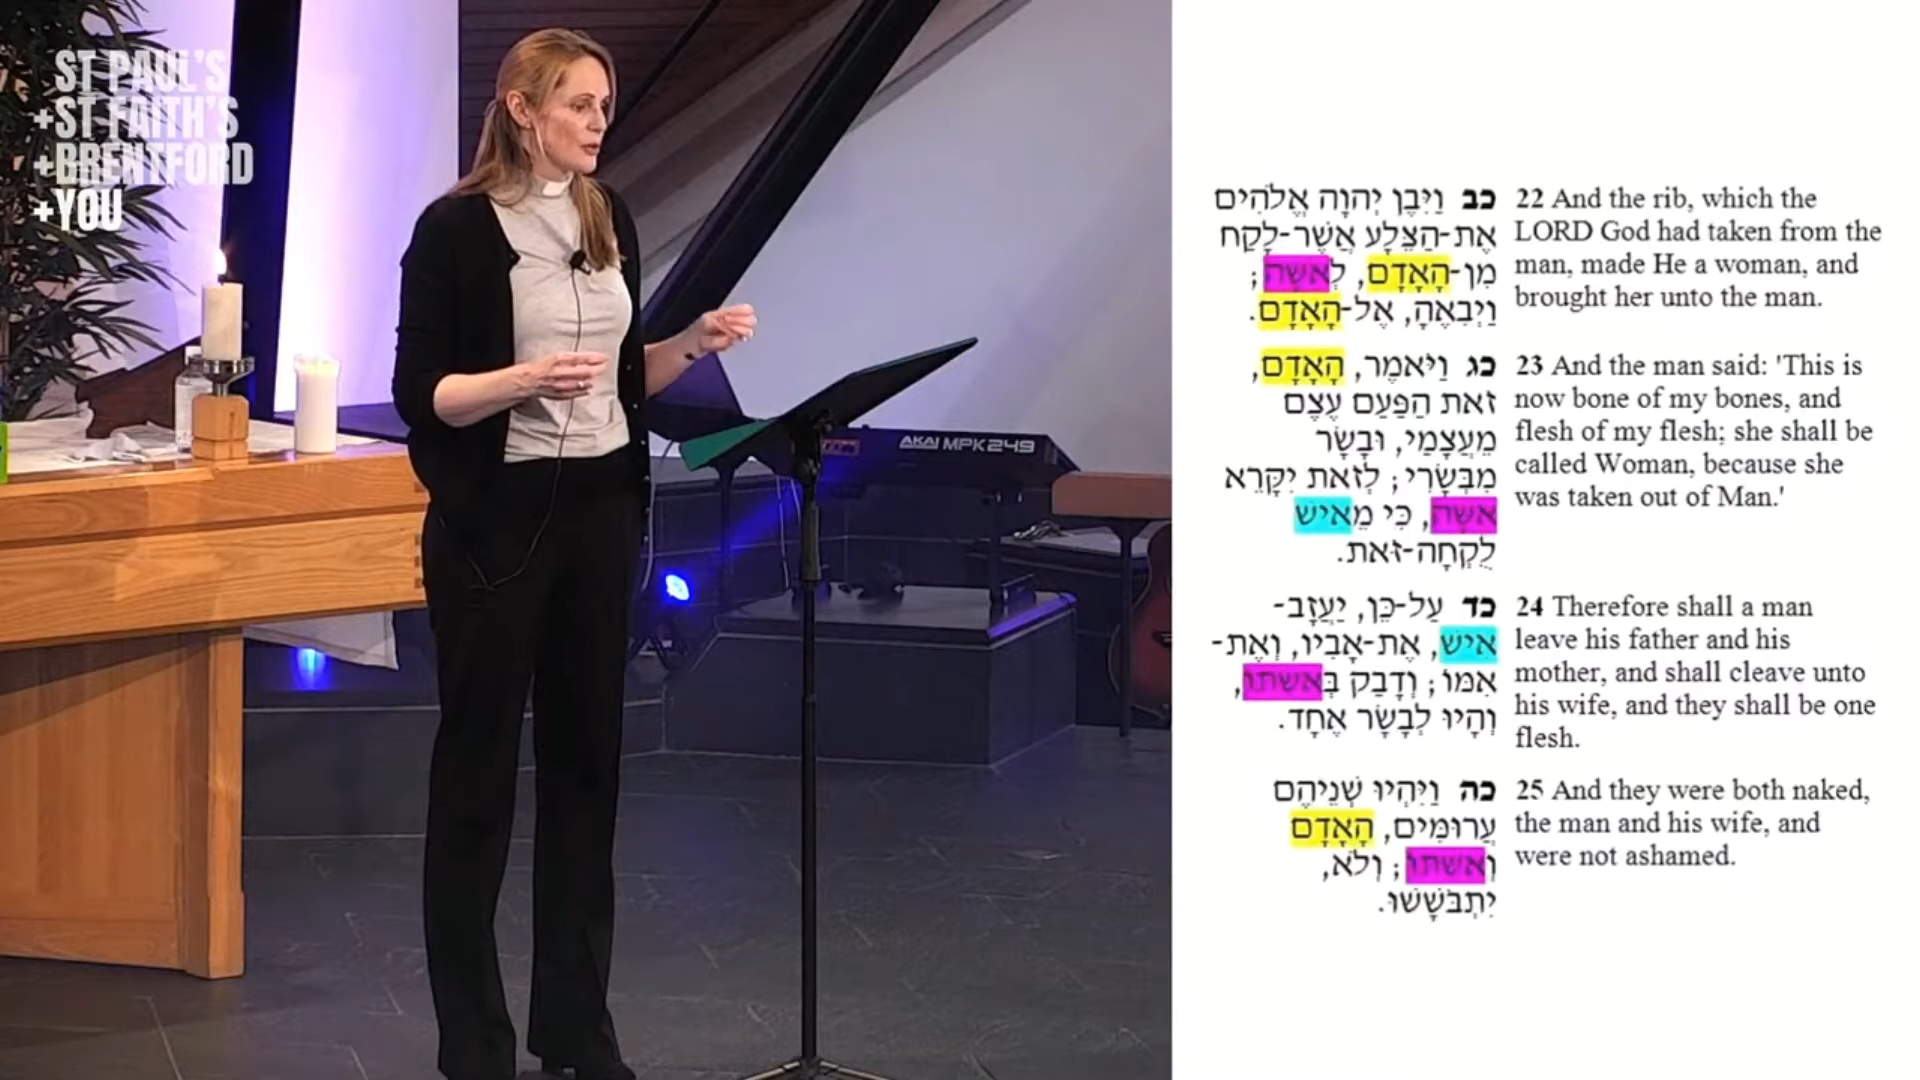 ST PAUL'S
+ST FAITH'S
+BRENTFORD
+YOU
AKAI MPK249
כב וַיִּבֶן יְהוָה אֱלֹהִים
אֶת-הַצֵּלָע אֲשֶׁר-לָקַח
מִן-הָאָדָם, לְאִשָּׁה;
וַיְבִאֶהָ, אֶל-הָאָדָם.
22 And the rib, which the
LORD God had taken from the
man, made He a woman, and
brought her unto the man.
כג וַיֹּאמֶר, הָאָדָם,
זֹאת הַפַּעַם עֶצֶם
מֵעֲצָמַי, וּבָשָׂר
מִבְּשָׂרִי; לְזֹאת יִקָּרֵא
אִשָּׁה, כִּי מֵאִישׁ
לֻקְחָה-זֹּאת.
23 And the man said: 'This is
now bone of my bones, and
flesh of my flesh; she shall be
called Woman, because she
was taken out of Man.'
כד עַל-כֵּן, יַעֲזָב-
אִישׁ, אֶת-אָבִיו, וְאֶת-
אִמּוֹ; וְדָבַק בְּאִשְׁתּוֹ,
וְהָיוּ לְבָשָׂר אֶחָד.
24 Therefore shall a man
leave his father and his
mother, and shall cleave unto
his wife, and they shall be one
flesh.
כה וַיִּהְיוּ שְׁנֵיהֶם
עֲרוּמִּים, הָאָדָם
וְאִשְׁתּוֹ; וְלֹא,
יִתְבֹּשָׁשׁוּ.
25 And they were both naked,
the man and his wife, and
were not ashamed.